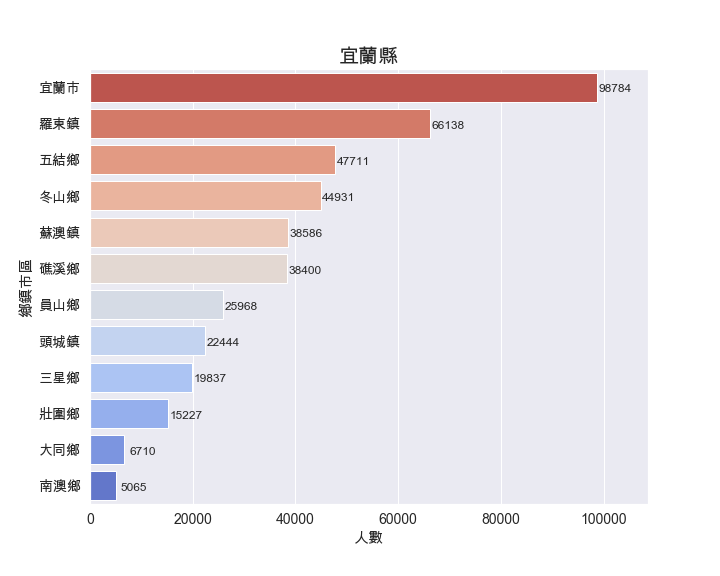 宜蘭縣
宜蘭市 98784
羅東鎮 66138
五結鄉 47711
冬山鄉 44931
蘇澳鎮 38586
礁溪鄉 38400
員山鄉 25968
頭城鎮 22444
三星鄉 19837
壯圍鄉 15227
大同鄉 6710
南澳鄉 5065
鄉鎮市區
0 20000 40000 60000 80000 100000
人數